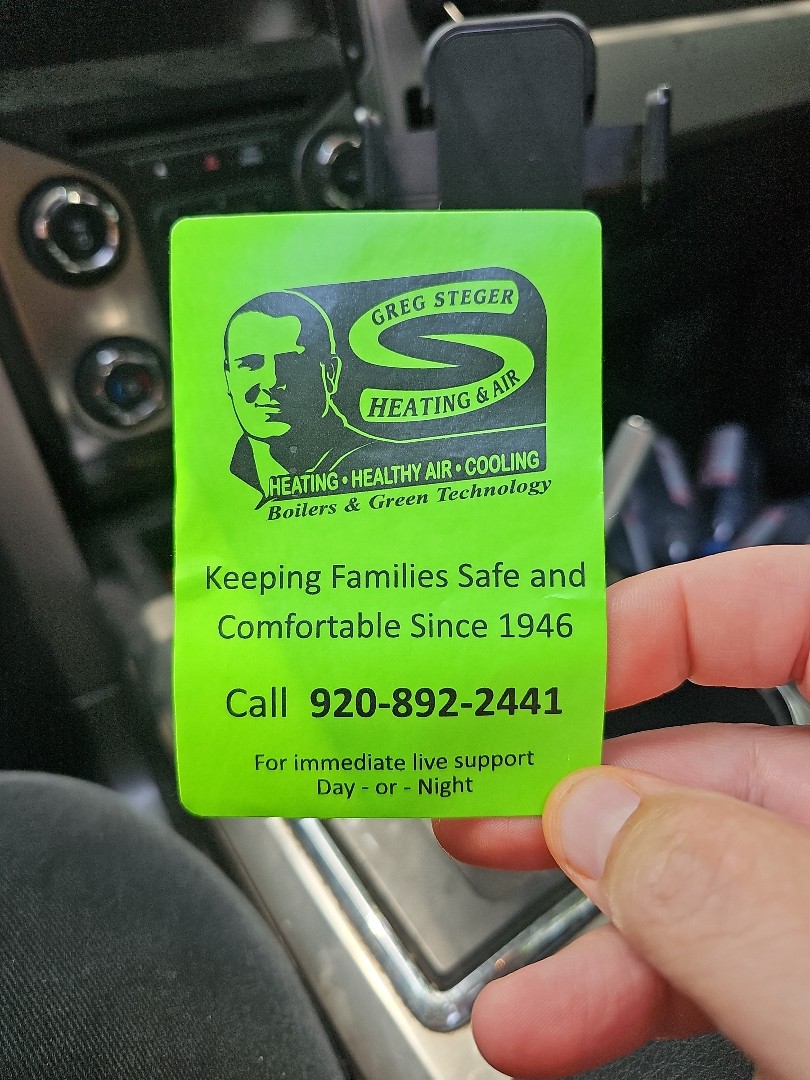 GREG STEGER
HEATING & AIR
HEATING • HEALTHY AIR • COOLING
Boilers & Green Technology
Keeping Families Safe and
Comfortable Since 1946
Call 920-892-2441
For immediate live support
Day - or - Night